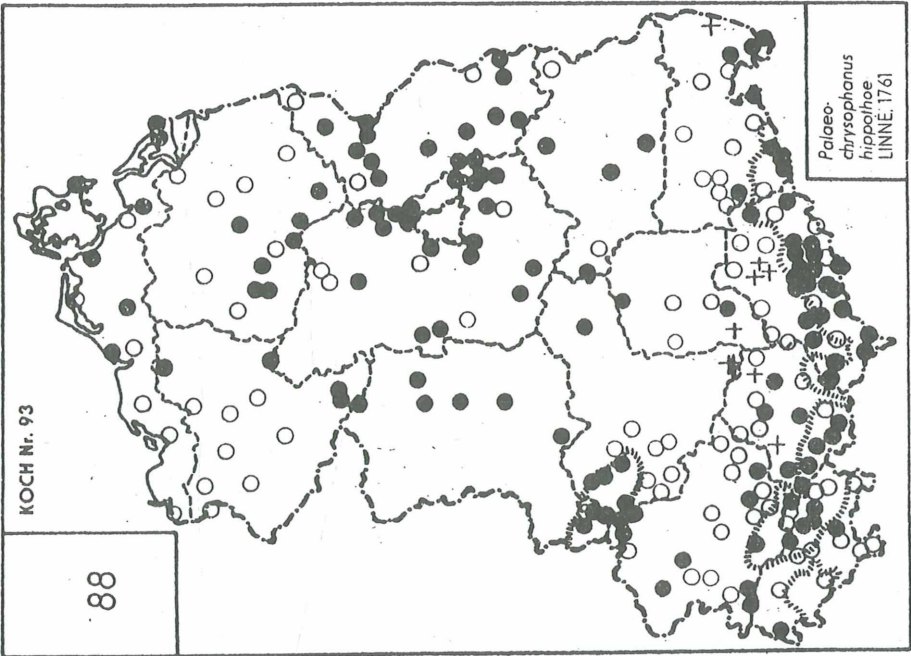 KOCH Nr. 93
Palaeo-
chrysophanus
hippothoe
LINNÉ, 1761
88